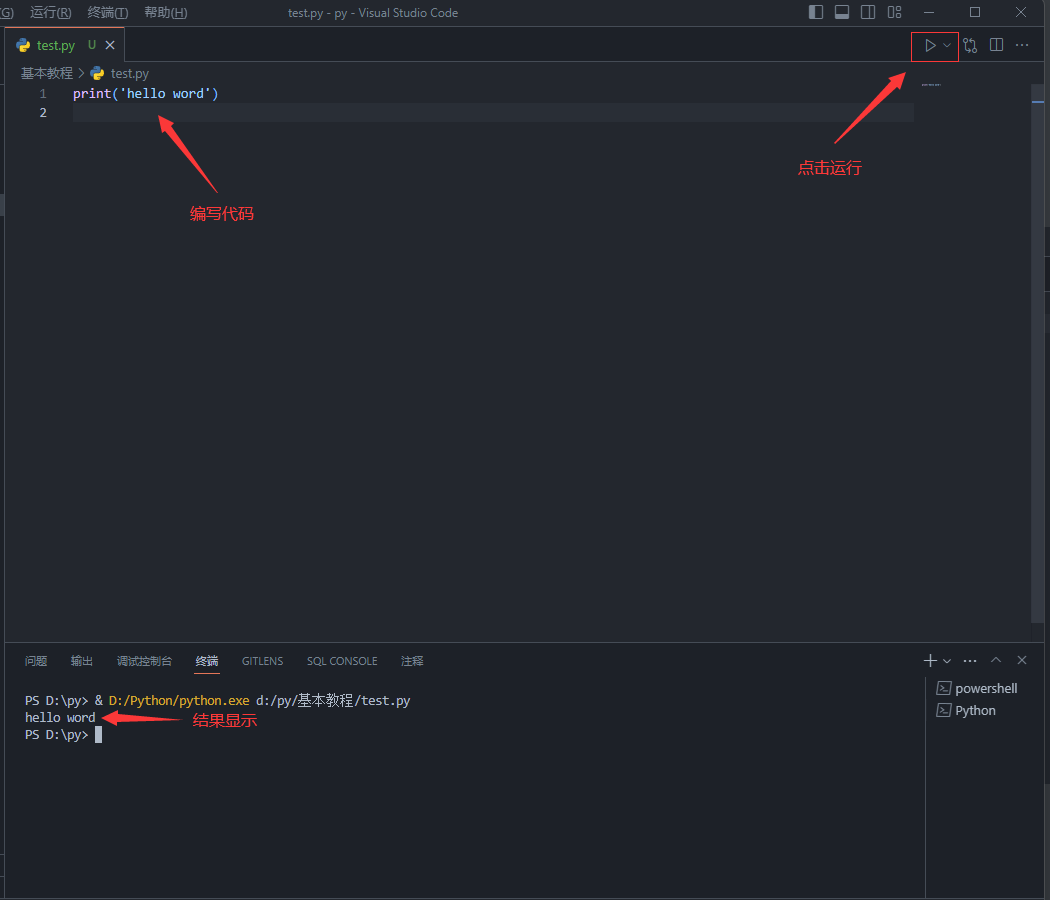 (G) 运行(R) 终端(T) 帮助(H) test.py - py - Visual Studio Code
test.py U
基本教程 > test.py
1 print('hello word')
2
点击运行
编写代码
问题 输出 调试控制台 终端 GITLENS SQL CONSOLE 注释
PS D:\py> & D:/Python/python.exe d:/py/基本教程/test.py
hello word
结果显示
PS D:\py>
powershell
Python